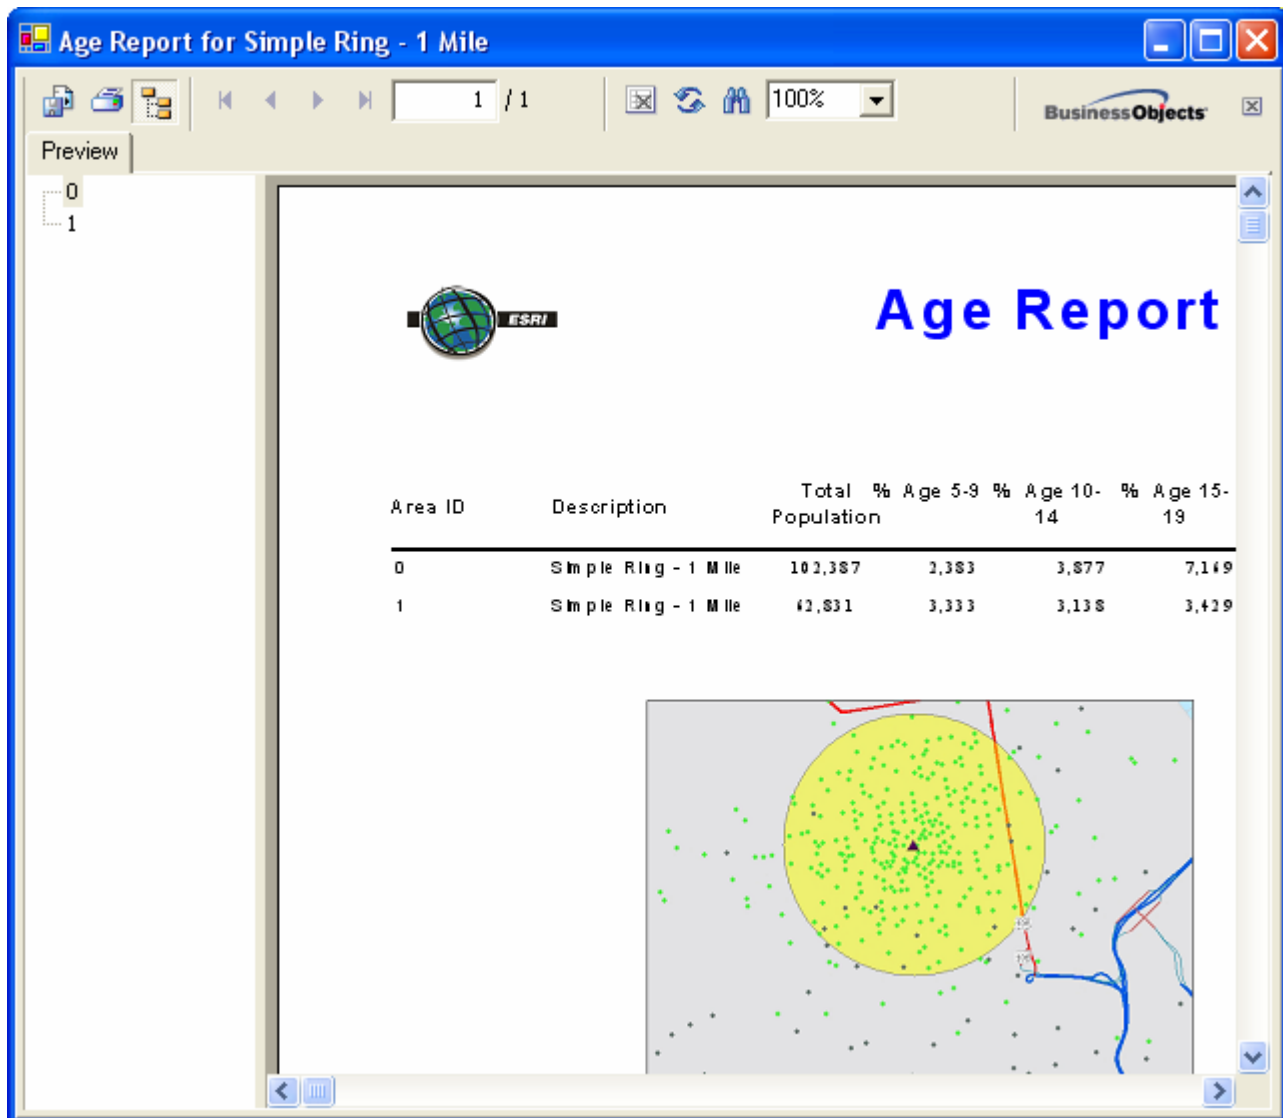 Age Report for Simple Ring - 1 Mile
1 / 1
100%
BusinessObjects
Preview
0
1
ESRI
Age Report
Area ID Description Total Population % Age 5-9 % Age 10-14 % Age 15-19
0 Simple Ring - 1 Mile 102,387 2,383 3,877 7,169
1 Simple Ring - 1 Mile 62,831 3,333 3,138 3,429